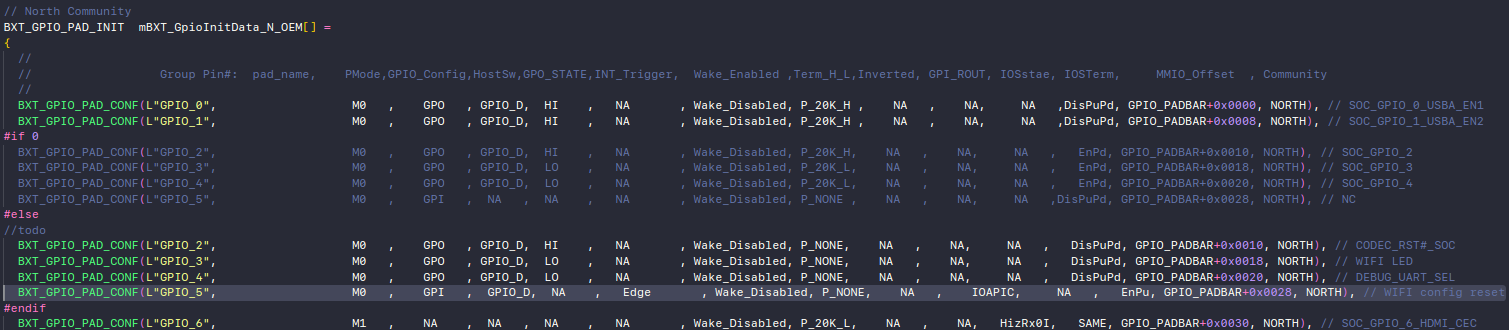 // North Community
BXT_GPIO_PAD_INIT  mBXT_GpioInitData_N_OEM[] =
{
  //
  //                  Group Pin#:  pad_name,    PMode,GPIO_Config,HostSw,GPO_STATE,INT_Trigger,  Wake_Enabled ,Term_H_L,Inverted, GPI_ROUT, IOSstae, IOSTerm,     MMIO_Offset  , Community
  //
  BXT_GPIO_PAD_CONF(L"GPIO_0",                   M0   ,    GPO   , GPIO_D,  HI    ,   NA       , Wake_Disabled, P_20K_H ,    NA   ,    NA,     NA   ,DisPuPd, GPIO_PADBAR+0x0000, NORTH), // SOC_GPIO_0_USBA_EN1
  BXT_GPIO_PAD_CONF(L"GPIO_1",                   M0   ,    GPO   , GPIO_D,  HI    ,   NA       , Wake_Disabled, P_20K_H ,    NA   ,    NA,     NA   ,DisPuPd, GPIO_PADBAR+0x0008, NORTH), // SOC_GPIO_1_USBA_EN2
#if 0
  BXT_GPIO_PAD_CONF(L"GPIO_2",                   M0   ,    GPO   , GPIO_D,  HI    ,   NA       , Wake_Disabled, P_20K_H,    NA   ,    NA,     NA   ,   EnPd, GPIO_PADBAR+0x0010, NORTH), // SOC_GPIO_2
  BXT_GPIO_PAD_CONF(L"GPIO_3",                   M0   ,    GPO   , GPIO_D,  LO    ,   NA       , Wake_Disabled, P_20K_L,    NA   ,    NA,     NA   ,   EnPd, GPIO_PADBAR+0x0018, NORTH), // SOC_GPIO_3
  BXT_GPIO_PAD_CONF(L"GPIO_4",                   M0   ,    GPO   , GPIO_D,  LO    ,   NA       , Wake_Disabled, P_20K_L,    NA   ,    NA,     NA   ,   EnPd, GPIO_PADBAR+0x0020, NORTH), // SOC_GPIO_4
  BXT_GPIO_PAD_CONF(L"GPIO_5",                   M0   ,    GPI   ,  NA   ,  NA    ,   NA       , Wake_Disabled, P_NONE ,    NA   ,    NA,     NA   ,DisPuPd, GPIO_PADBAR+0x0028, NORTH), // NC
#else
//todo
  BXT_GPIO_PAD_CONF(L"GPIO_2",                   M0   ,    GPO   , GPIO_D,  HI    ,   NA       , Wake_Disabled, P_NONE,    NA   ,    NA,    NA   ,   DisPuPd, GPIO_PADBAR+0x0010, NORTH), // CODEC_RST#_SOC
  BXT_GPIO_PAD_CONF(L"GPIO_3",                   M0   ,    GPO   , GPIO_D,  LO    ,   NA       , Wake_Disabled, P_NONE,    NA   ,    NA,    NA   ,   DisPuPd, GPIO_PADBAR+0x0018, NORTH), // WIFI LED
  BXT_GPIO_PAD_CONF(L"GPIO_4",                   M0   ,    GPO   , GPIO_D,  LO    ,   NA       , Wake_Disabled, P_NONE,    NA   ,    NA,    NA   ,   DisPuPd, GPIO_PADBAR+0x0020, NORTH), // DEBUG_UART_SEL
  BXT_GPIO_PAD_CONF(L"GPIO_5",                   M0   ,    GPI   ,  GPIO_D,  NA    ,   Edge       , Wake_Disabled, P_NONE,    NA   ,    IOAPIC,     NA   ,   EnPu, GPIO_PADBAR+0x0028, NORTH), // WIFI config reset
#endif
  BXT_GPIO_PAD_CONF(L"GPIO_6",                   M1   ,    NA    ,  NA   ,  NA    ,   NA       , Wake_Disabled, P_20K_L,    NA   ,    NA,   HizRx0I,   SAME, GPIO_PADBAR+0x0030, NORTH), // SOC_GPIO_6_HDMI_CEC